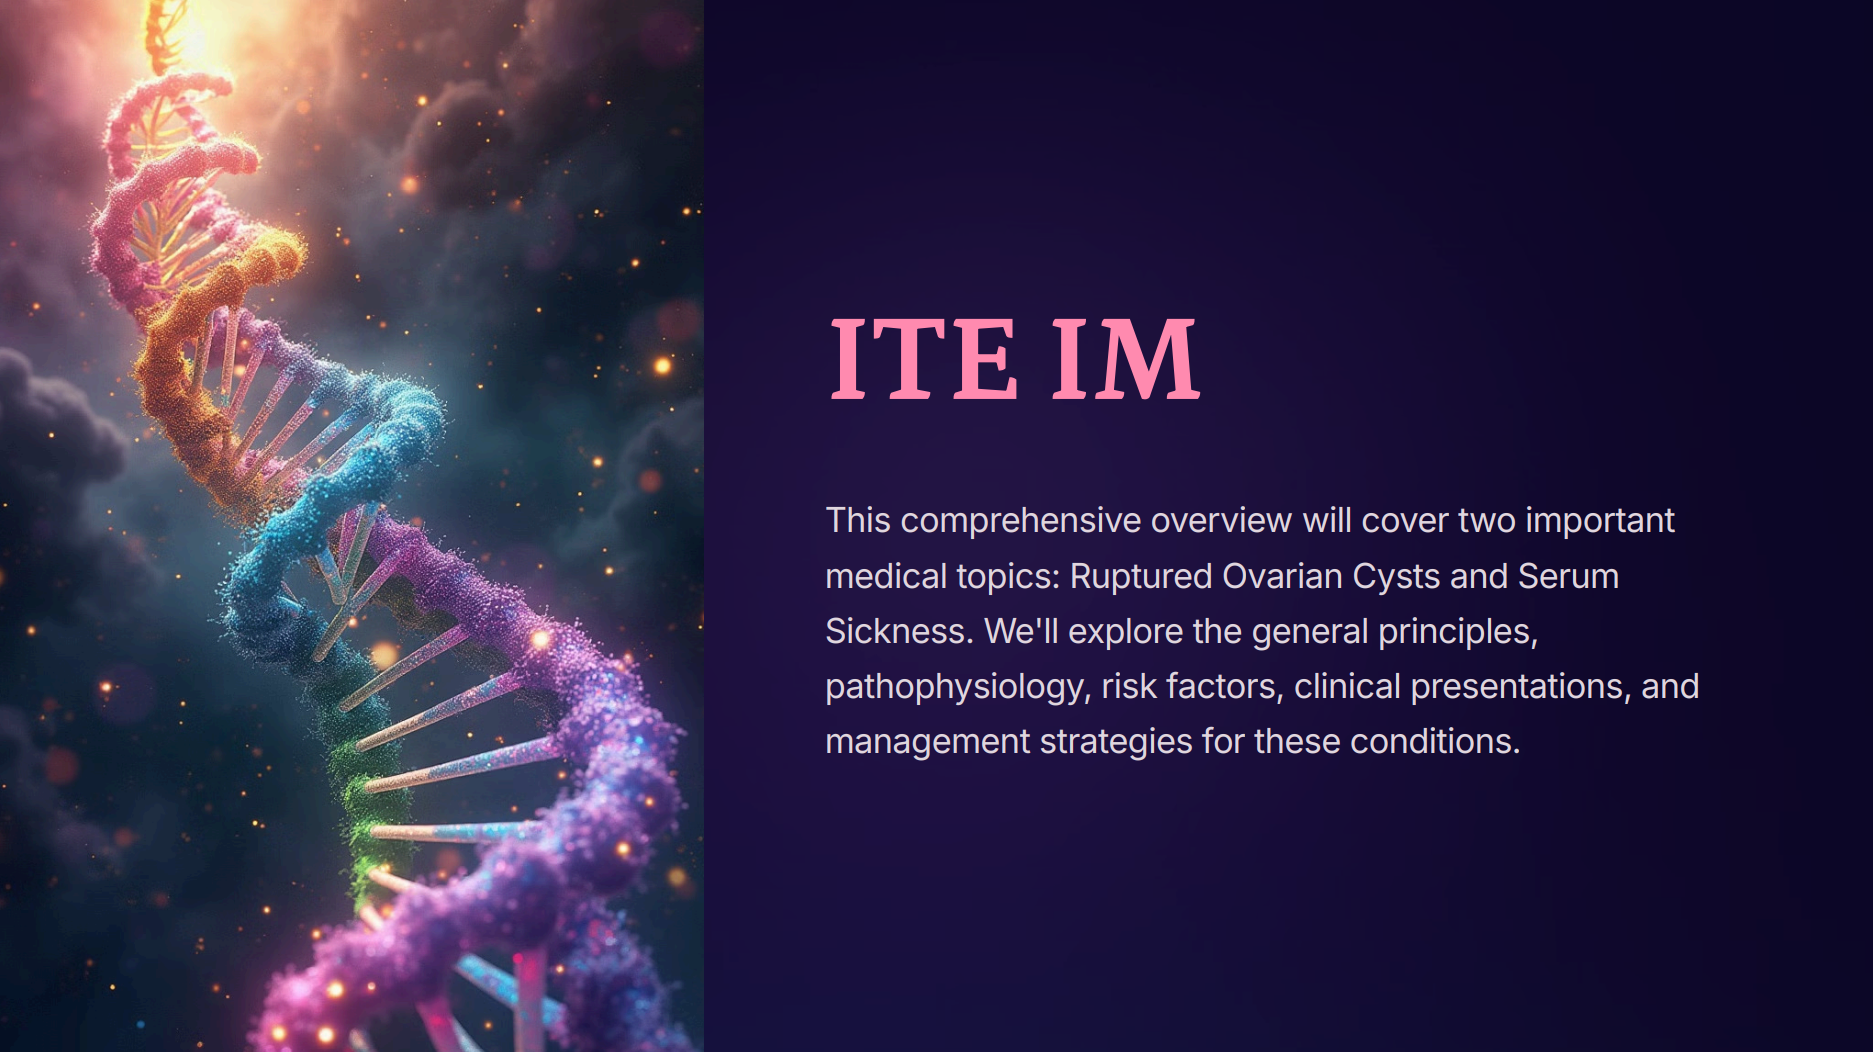 ITE IM
This comprehensive overview will cover two important
medical topics: Ruptured Ovarian Cysts and Serum
Sickness. We'll explore the general principles,
pathophysiology, risk factors, clinical presentations, and
management strategies for these conditions.